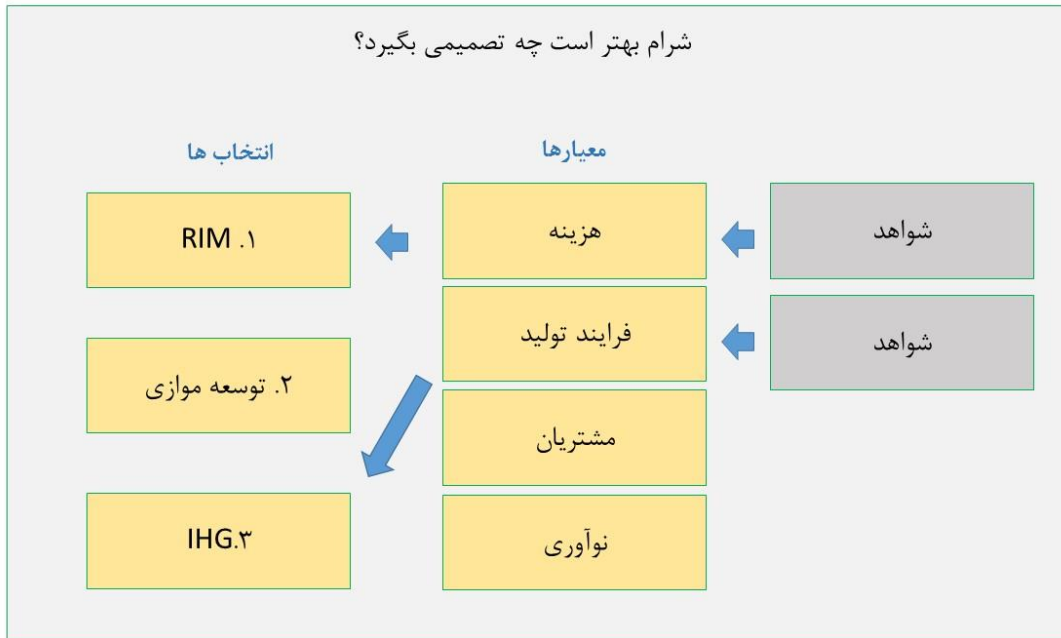 شرام بهتر است چه تصمیمی بگیرد؟
معیارها
انتخاب ها
شواهد
هزینه
۱. RIM
شواهد
فرایند تولید
۲. توسعه موازی
مشتریان
نوآوری
۳.IHG